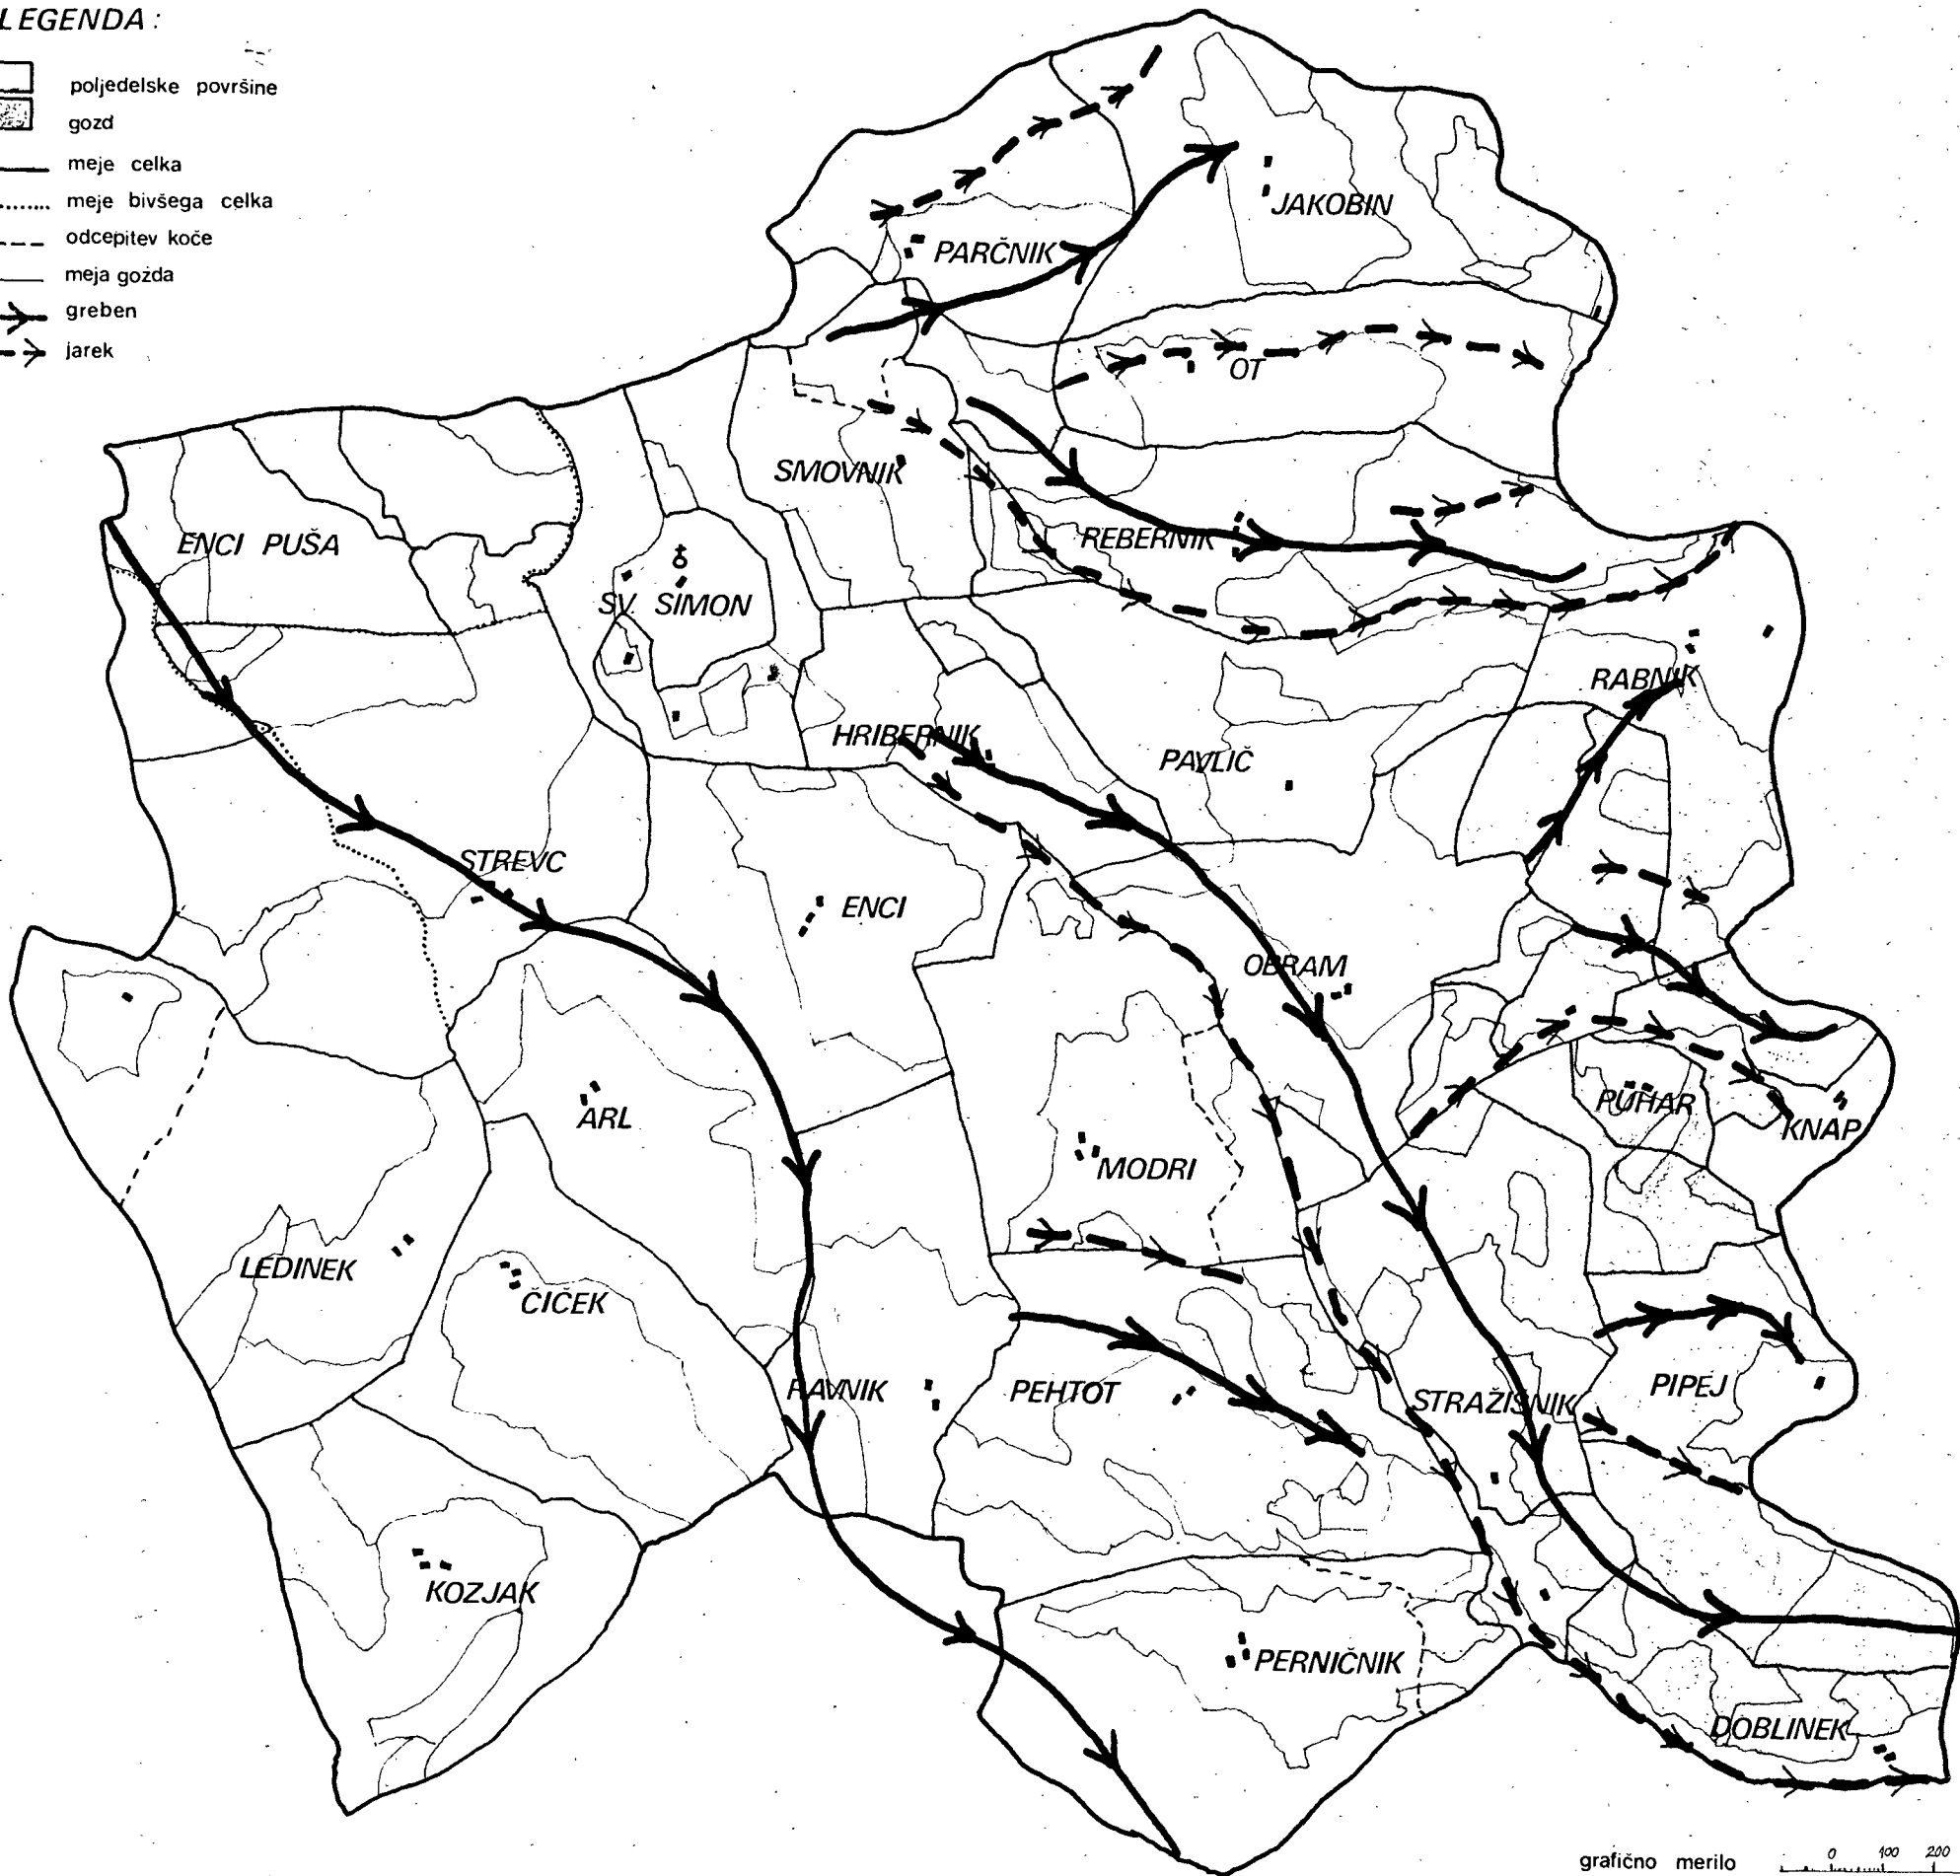 LEGENDA :
poljedelske površine
gozd
meje celka
meje bivšega celka
odcepitev koče
meja gozda
greben
jarek
JAKOBIN
PARČNIK
OT
SMOVNIK
REBERNIK
ENCI PUŠA
SV. SIMON
RABNIK
HRIBERNIK
PAVLIČ
STREVC
ENCI
OBRAM
ARL
PUHAR
KNAP
MODRI
LEDINEK
ČIČEK
RAVNIK
PEHTOT
STRAŽIŠNIK
PIPEJ
KOZJAK
PERNIČNIK
DOBLINEK
grafično merilo 0 100 200